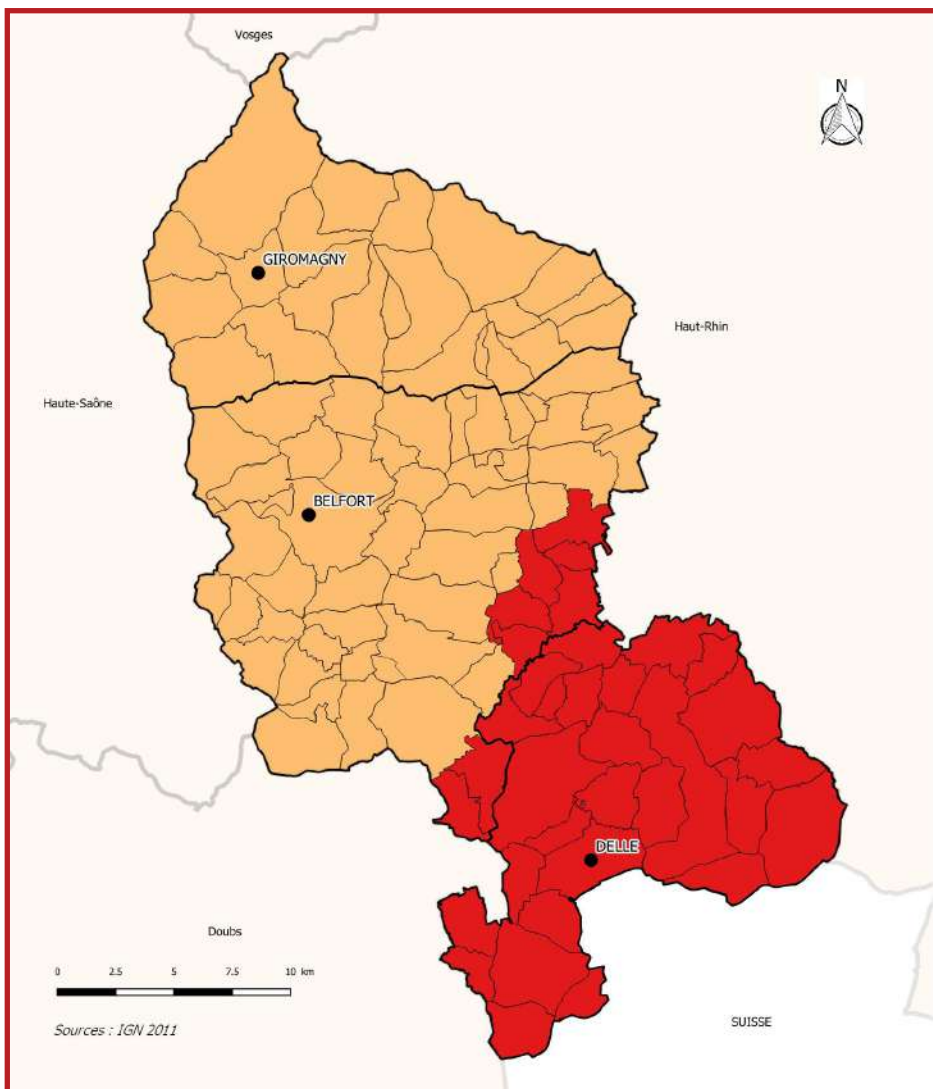 Vosges
N
GIROMAGNY
Haut-Rhin
Haute-Saône
BELFORT
DELLE
Doubs
0 2.5 5 7.5 10 km
SUISSE
Sources : IGN 2011